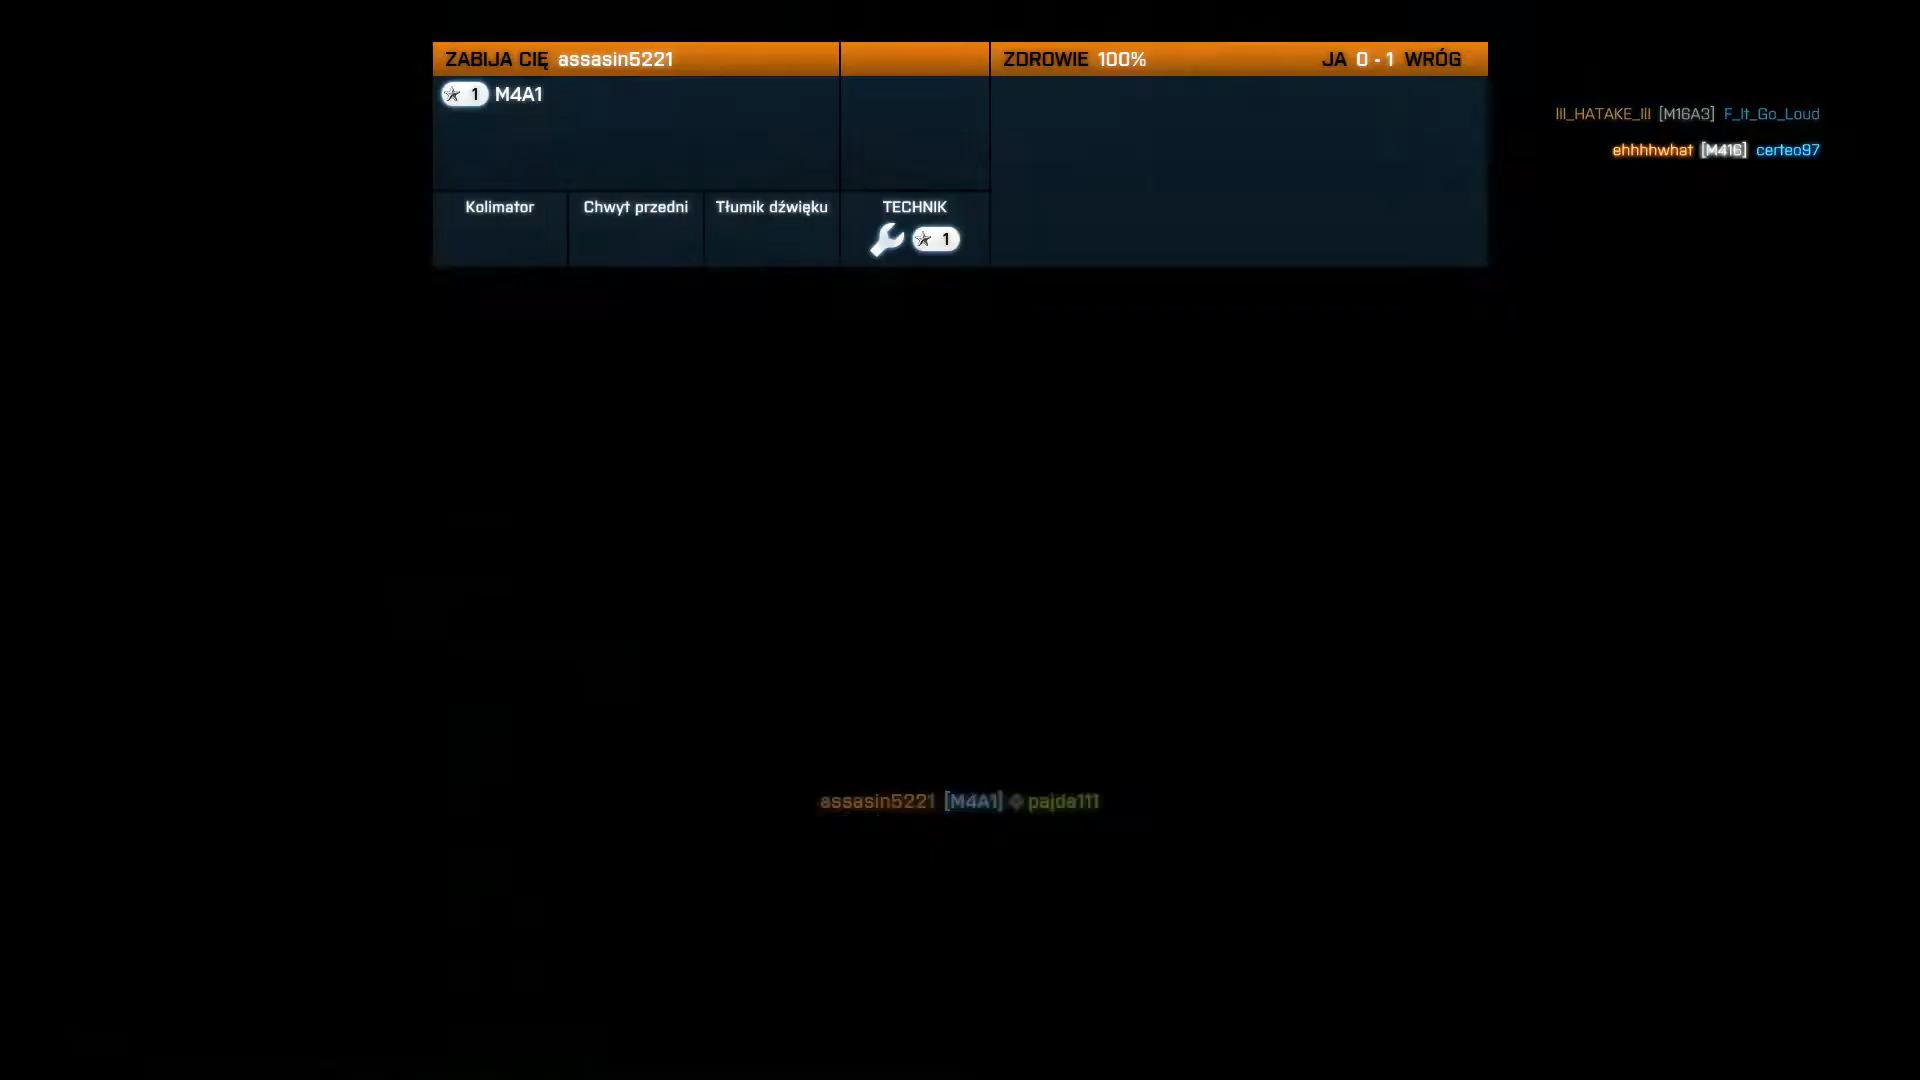 ZABIJA CIĘ assasin5221
ZDROWIE 100% JA 0 - 1 WRÓG
1 M4A1
Kolimator Chwyt przedni Tłumik dźwięku TECHNIK
1
lll_HATAKE_lll [M16A3] F_It_Go_Loud
ehhhhwhat [M416] certeo97
assasin5221 [M4A1] pajda111